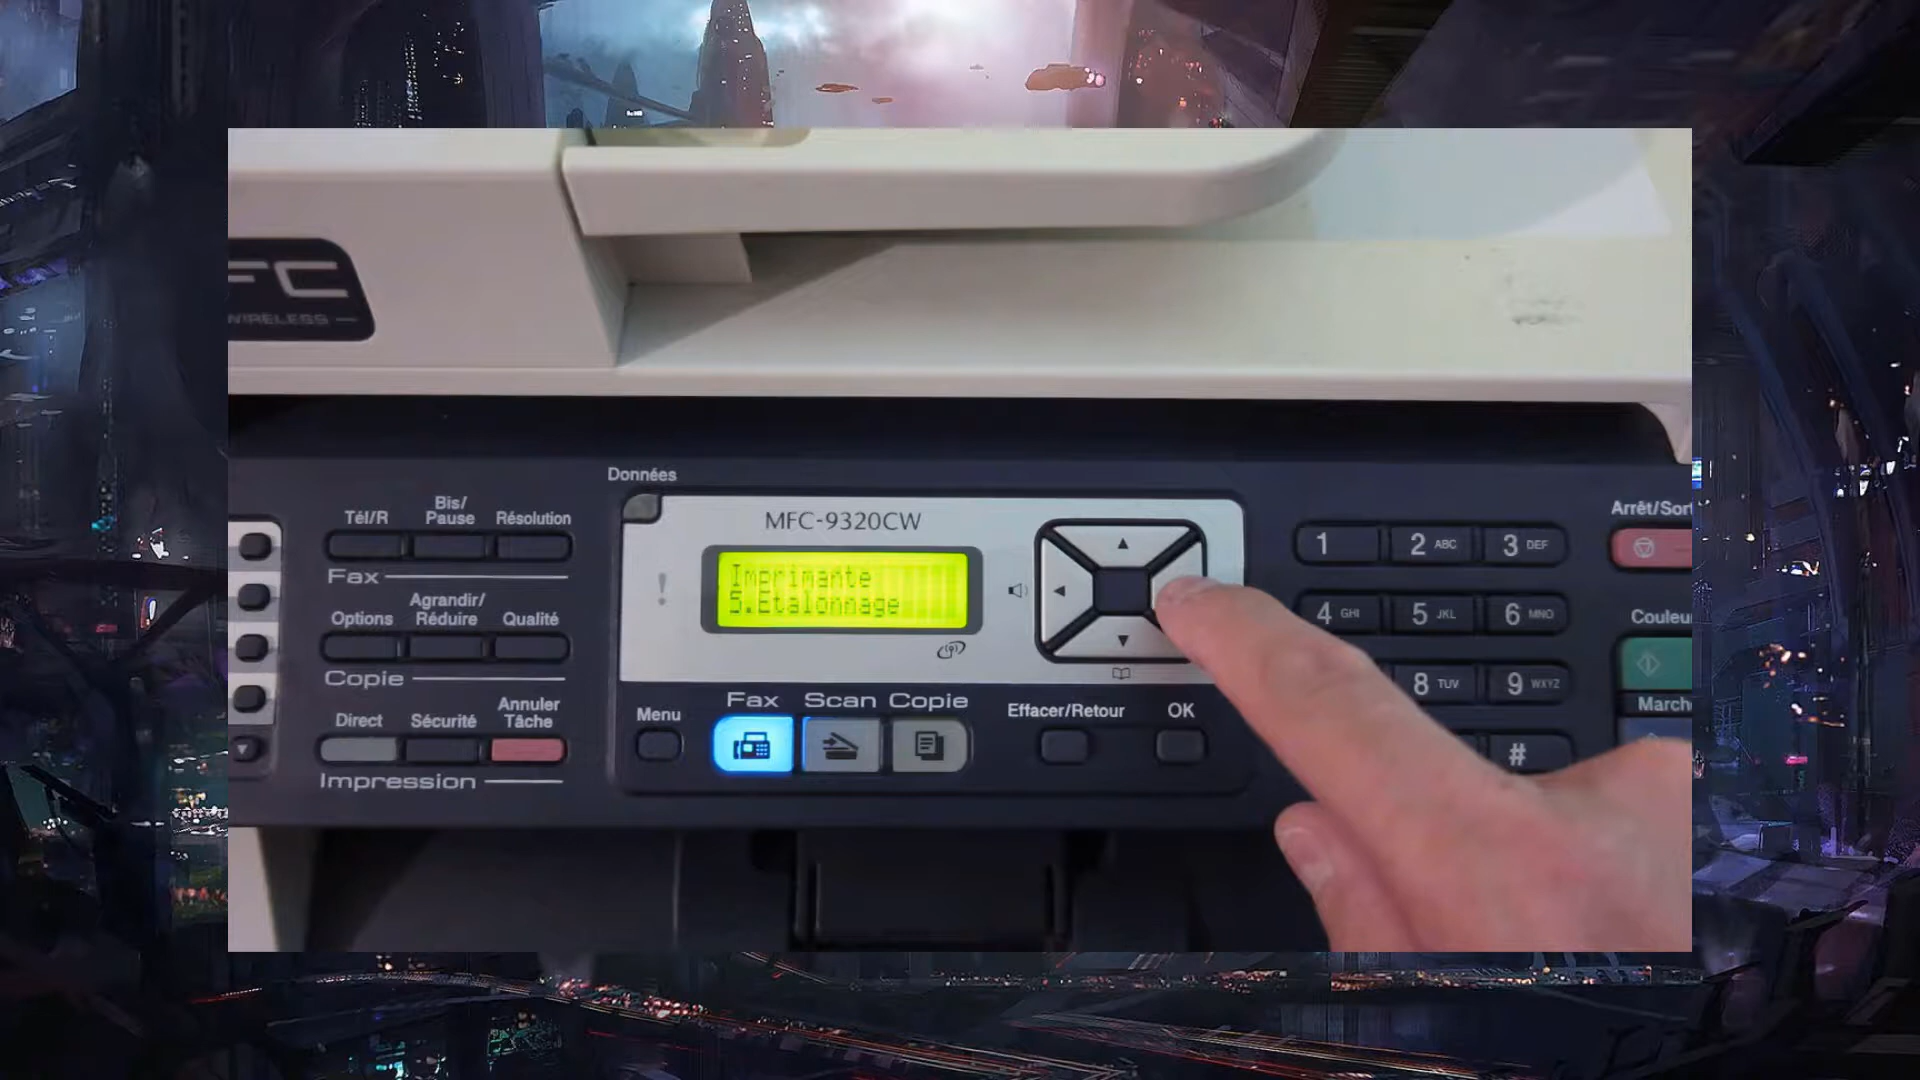 FC
WIRELESS
Données
Tél/R
Bis/
Pause
Résolution
Fax
Options
Agrandir/
Réduire
Qualité
Copie
Direct
Sécurité
Annuler
Tâche
Impression
MFC-9320CW
Imprimante
5.Etalonnage
Menu
Fax
Scan
Copie
Effacer/Retour
OK
1
2 ABC
3 DEF
4 GHI
5 JKL
6 MNO
8 TUV
9 WXYZ
#
Arrêt/Sort
Couleu
March